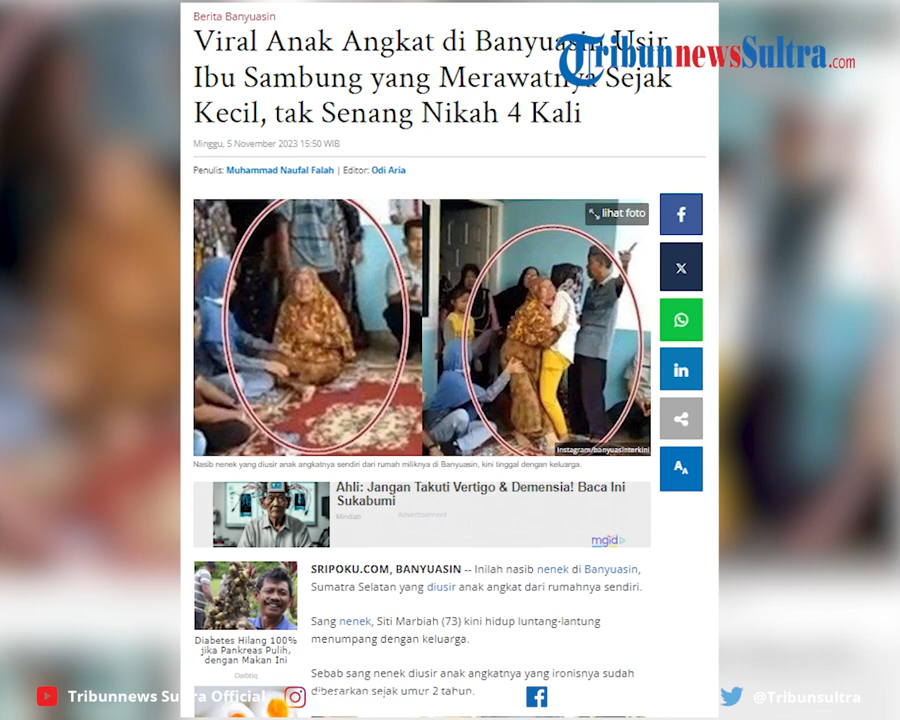 Berita Banyuasin
Viral Anak Angkat di Banyuasin Usir
Ibu Sambung yang Merawatnya Sejak
Kecil, tak Senang Nikah 4 Kali
TribunnewsSultra.com
Minggu, 5 November 2023 15:50 WIB
Penulis: Muhammad Naufal Falah | Editor: Odi Aria
lihat foto
Instagram/banyuasinterkini
Nasib nenek yang diusir anak angkatnya sendiri dari rumah miliknya di Banyuasin, kini tinggal dengan keluarga.
Ahli: Jangan Takuti Vertigo & Demensia! Baca Ini
Sukabumi
Mindlab Advertisement
mgid
SRIPOKU.COM, BANYUASIN -- Inilah nasib nenek di Banyuasin,
Sumatra Selatan yang diusir anak angkat dari rumahnya sendiri.
Sang nenek, Siti Marbiah (73) kini hidup luntang-lantung
menumpang dengan keluarga.
Sebab sang nenek diusir anak angkatnya yang ironisnya sudah
dibesarkan sejak umur 2 tahun.
Diabetes Hilang 100%
jika Pankreas Pulih,
dengan Makan Ini
Tribunnews Sultra Official
@Tribunsultra